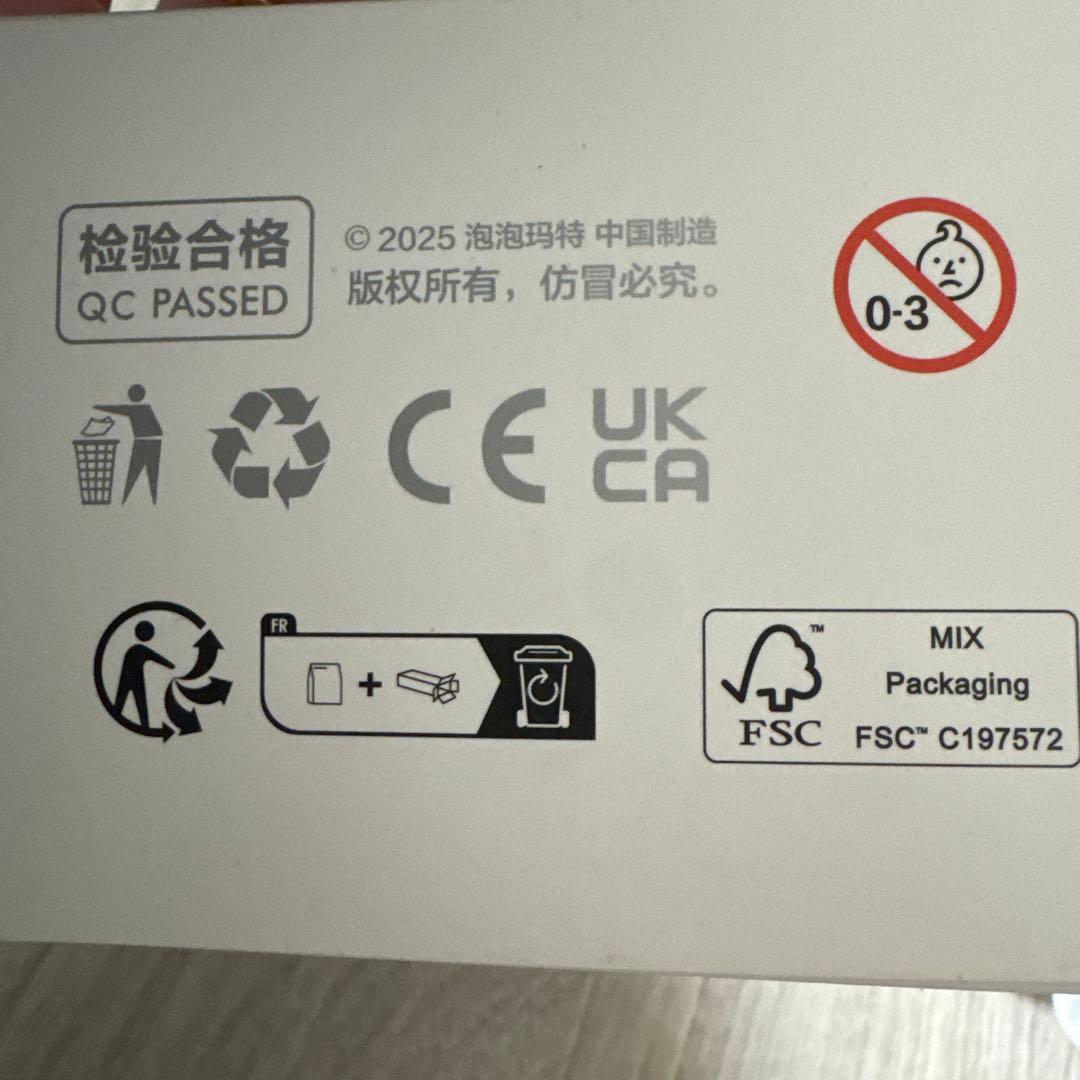 检验合格
QC PASSED
© 2025 泡泡玛特 中国制造
版权所有，仿冒必究。
0-3
CE
UK
CA
FR
FSC™
MIX
Packaging
FSC™ C197572